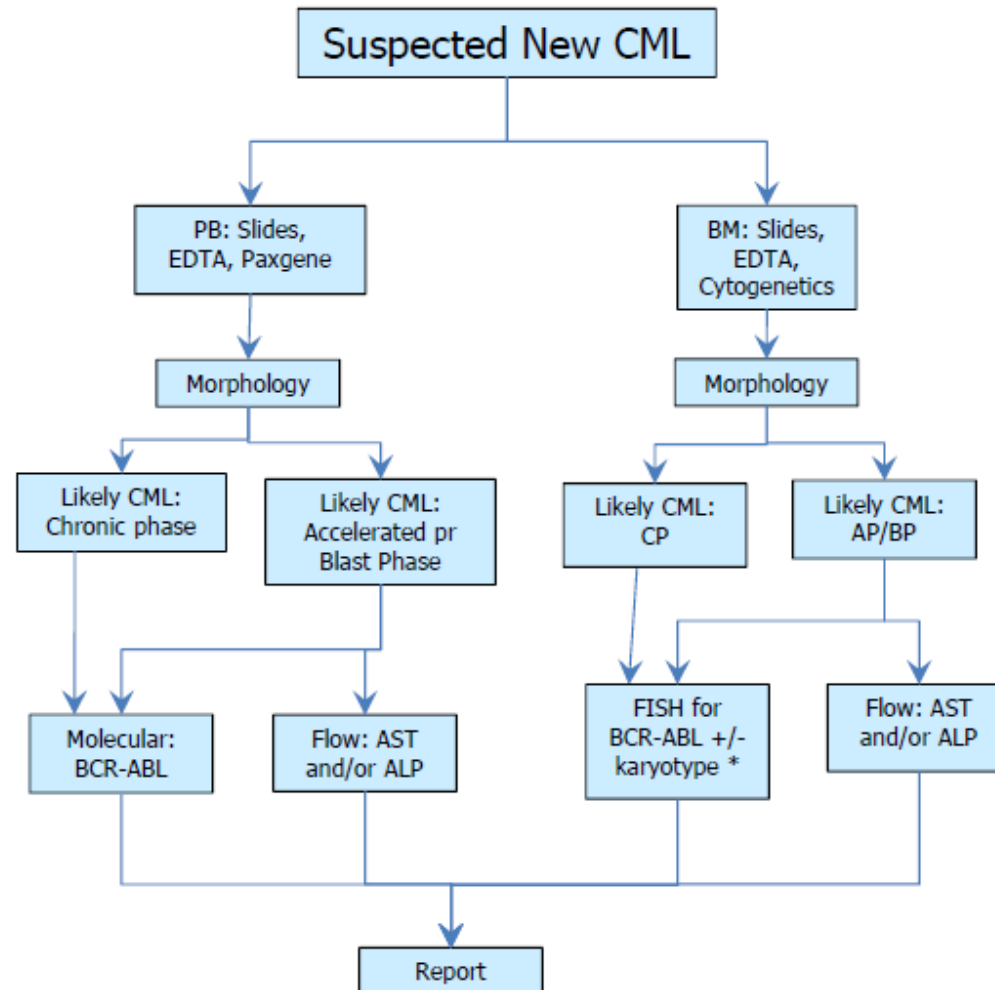 Suspected New CML
PB: Slides,
EDTA, Paxgene
BM: Slides,
EDTA,
Cytogenetics
Morphology
Morphology
Likely CML:
Chronic phase
Likely CML:
Accelerated pr
Blast Phase
Likely CML:
CP
Likely CML:
AP/BP
Molecular:
BCR-ABL
Flow: AST
and/or ALP
FISH for
BCR-ABL +/-
karyotype *
Flow: AST
and/or ALP
Report